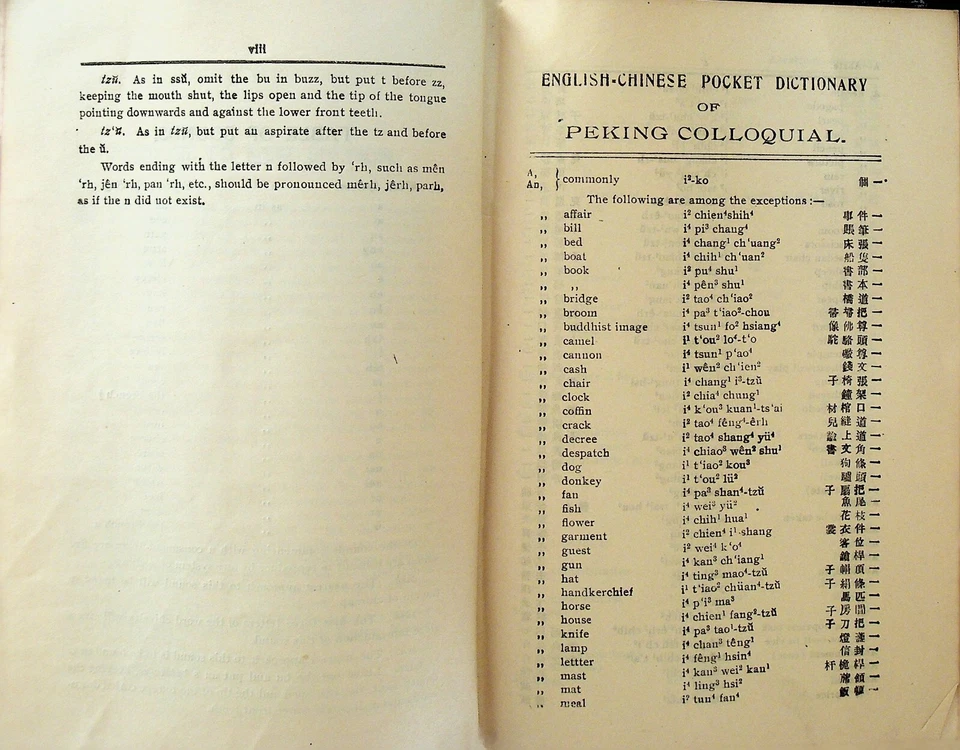 viii
tzŭ. As in ssŭ, omit the bu in buzz, but put t before zz,
keeping the mouth shut, the lips open and the tip of the tongue
pointing downwards and against the lower front teeth.
tz‘ŭ. As in tzŭ, but put an aspirate after the tz and before
the ŭ.
Words ending with the letter n followed by ‘rh, such as mên
‘rh, jên ‘rh, pan ‘rh, etc., should be pronounced mêrh, jêrh, parh,
as if the n did not exist.
ENGLISH-CHINESE POCKET DICTIONARY
OF
PEKING COLLOQUIAL.
A, An, } commonly i²-ko 個一
The following are among the exceptions:—
,, affair i² chien⁴shih⁴ 事件一
,, bill i⁴ pi³ chang⁴ 賬筆一
,, bed i⁴ chang¹ ch‘uang² 床張一
,, boat i⁴ chih¹ ch‘uan² 船隻一
,, book i² pu⁴ shu¹ 書部一
,, ,, i⁴ pên³ shu¹ 書本一
,, bridge i² tao⁴ ch‘iao² 橋道一
,, broom i⁴ pa³ t‘iao²-chou 箒笤把一
,, buddhist image i⁴ tsun¹ fo² hsiang⁴ 像佛尊一
,, camel i¹ t‘ou² lo⁴-t‘o 駝駱頭一
,, cannon i⁴ tsun¹ p‘ao⁴ 礮尊一
,, cash i¹ wên² ch‘ien² 錢文一
,, chair i⁴ chang¹ i³-tzŭ 子椅張一
,, clock i² chia⁴ chung¹ 鐘架一
,, coffin i⁴ k‘ou³ kuan¹-ts‘ai 材棺口一
,, crack i² tao⁴ fêng⁴-êrh 兒縫道一
,, decree i² tao⁴ shang⁴ yü⁴ 諭上道一
,, despatch i⁴ chiao³ wên² shu¹ 書文角一
,, dog i¹ t‘iao² kou³ 狗條一
,, donkey i¹ t‘ou² lü² 驢頭一
,, fan i⁴ pa³ shan⁴-tzŭ 子扇把一
,, fish i⁴ wei³ yü² 魚尾一
,, flower i⁴ chih¹ hua¹ 花枝一
,, garment i² chien⁴ i¹-shang 裳衣件一
,, guest i² wei⁴ k‘o⁴ 客位一
,, gun i⁴ kan³ ch‘iang¹ 鎗桿一
,, hat i⁴ ting³ mao⁴-tzŭ 子帽頂一
,, handkerchief i¹ t‘iao² chüan⁴-tzŭ 子絹條一
,, horse i⁴ p‘i³ ma³ 馬匹一
,, house i⁴ chien¹ fang²-tzŭ 子房間一
,, knife i⁴ pa³ tao¹-tzŭ 子刀把一
,, lamp i⁴ chan³ têng¹ 燈盞一
,, lettter i⁴ fêng¹ hsin⁴ 信封一
,, mast i⁴ kan³ wei² kan¹ 杆桅桿一
,, mat i⁴ ling³ hsi² 蓆領一
,, meal i² tun⁴ fan⁴ 飯頓一